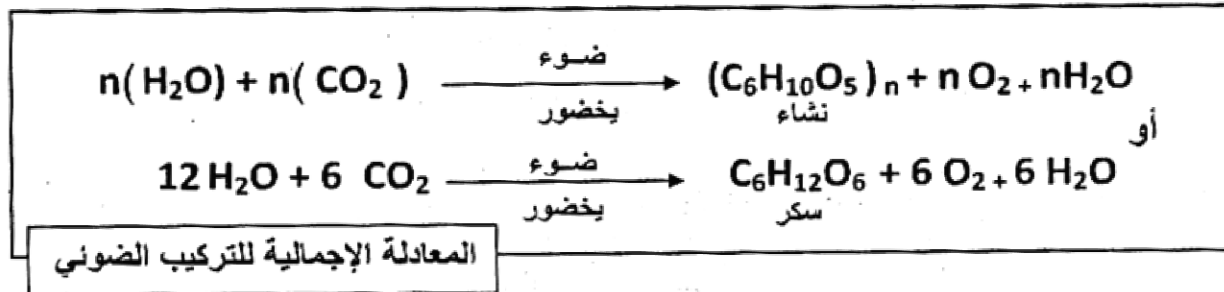 n( H₂O) + n( CO₂ ) ضوء (C₆H₁₀O₅)ₙ + n O₂ + nH₂O
يخضور نشاء
أو
12 H₂O + 6 CO₂ ضوء C₆H₁₂O₆ + 6 O₂ + 6 H₂O
يخضور سكر
المعادلة الإجمالية للتركيب الضوئي